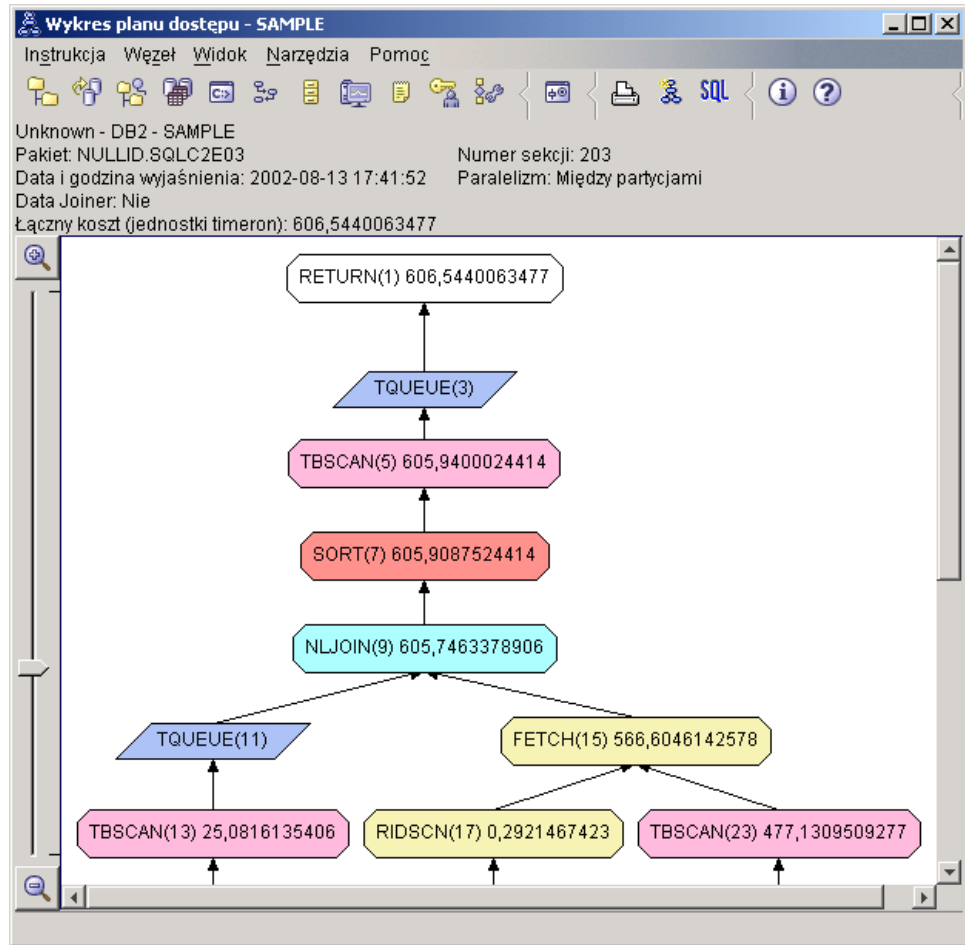 Wykres planu dostępu - SAMPLE
Instrukcja Węzeł Widok Narzędzia Pomoc
SQL
Unknown - DB2 - SAMPLE
Pakiet: NULLID.SQLC2E03 Numer sekcji: 203
Data i godzina wyjaśnienia: 2002-08-13 17:41:52 Paralelizm: Między partycjami
Data Joiner: Nie
Łączny koszt (jednostki timeron): 606,5440063477
RETURN(1) 606,5440063477
TQUEUE(3)
TBSCAN(5) 605,9400024414
SORT(7) 605,9087524414
NLJOIN(9) 605,7463378906
TQUEUE(11) FETCH(15) 566,6046142578
TBSCAN(13) 25,0816135406 RIDSCN(17) 0,2921467423 TBSCAN(23) 477,1309509277